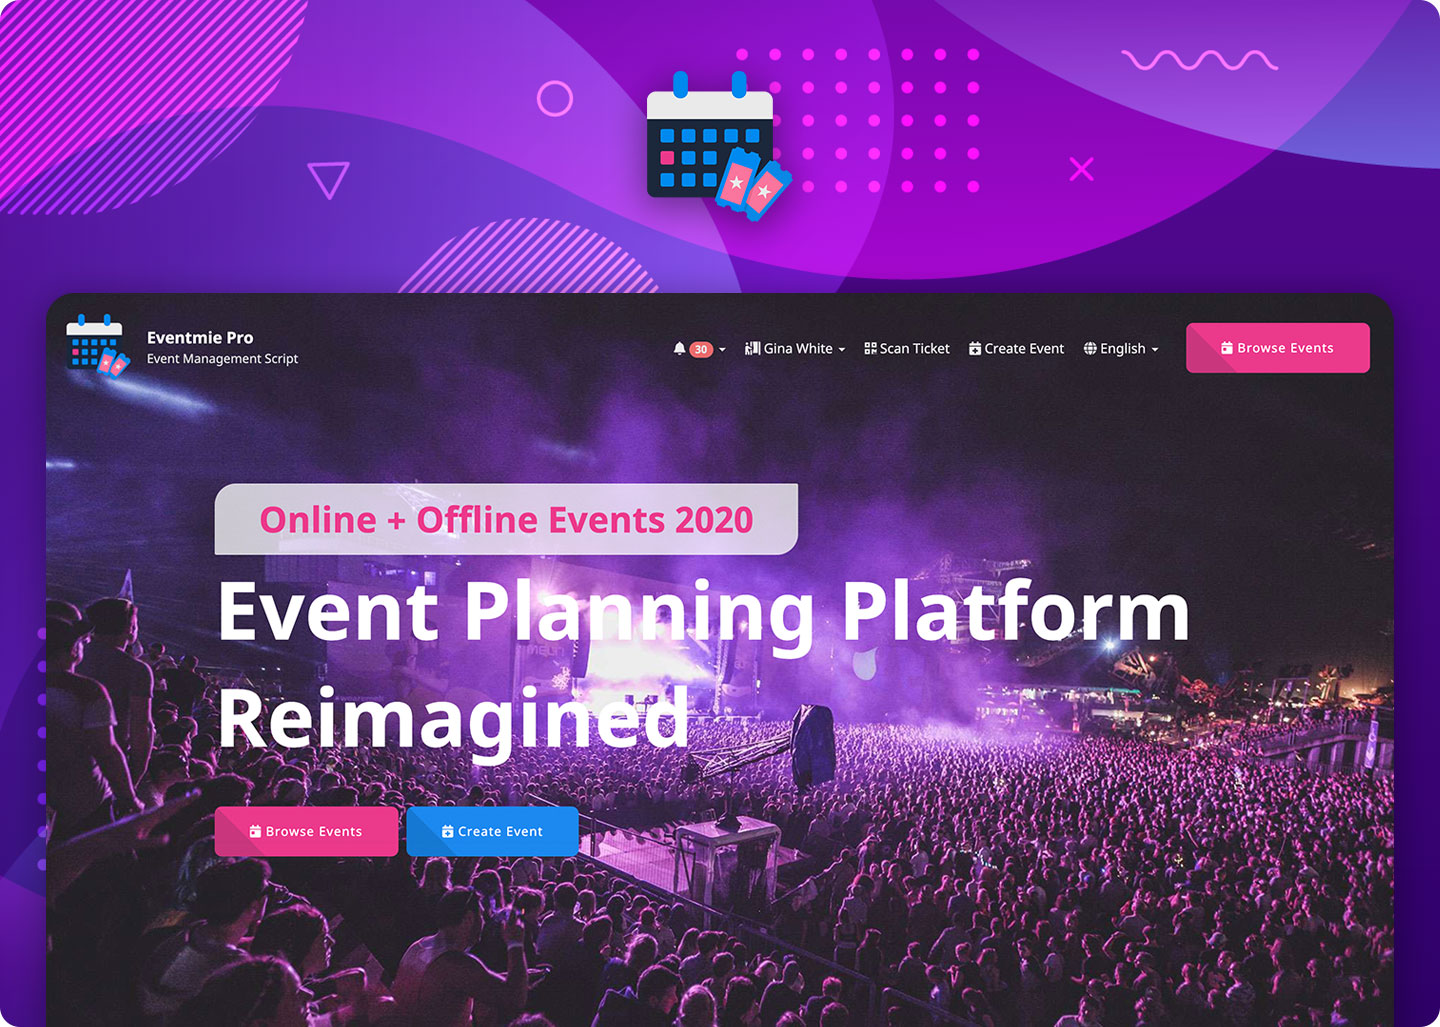 Eventmie Pro
Event Management Script
30
Gina White
Scan Ticket
Create Event
English
Browse Events
Online + Offline Events 2020
Event Planning Platform
Reimagined
Browse Events
Create Event